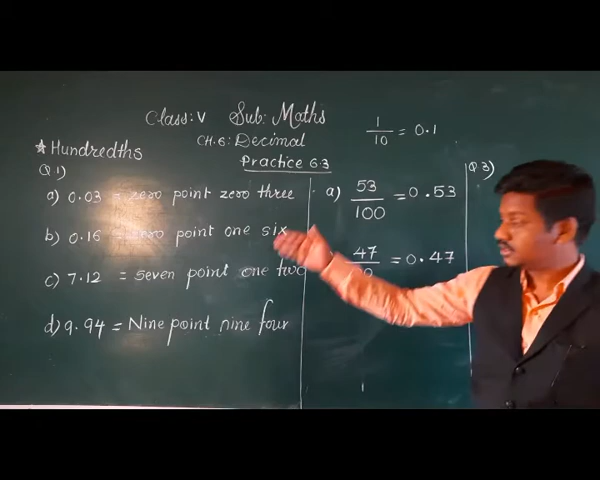 Class: V Sub: Maths
CH.6: Decimal
Practice 6.3
★ Hundredths
Q.1)
a) 0.03 = zero point zero three
b) 0.16 = zero point one six
c) 7.12 = Seven point one two
d) 9.94 = Nine point nine four
1/10 = 0.1
a) 53/100 = 0.53
47/ = 0.47
Q.3)